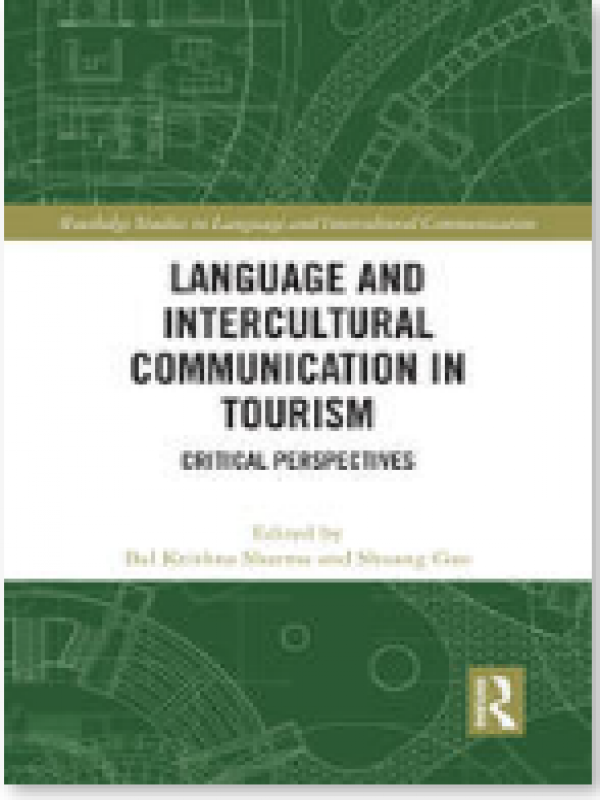 Routledge Studies in Language and Intercultural Communication
LANGUAGE AND
INTERCULTURAL
COMMUNICATION IN
TOURISM
CRITICAL PERSPECTIVES
Edited by
Bal Krishna Sharma and Shuang Gao
R